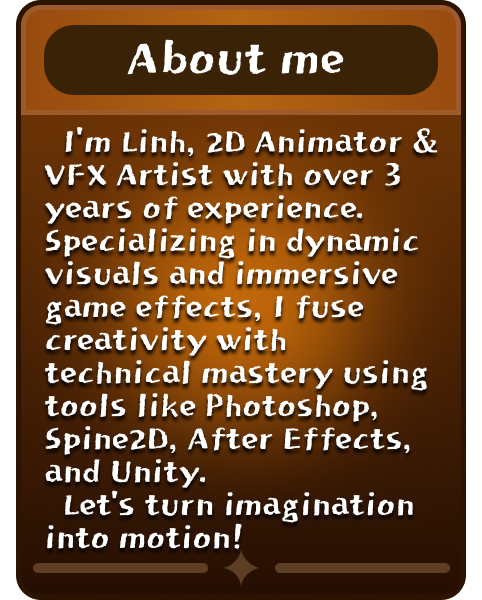 About me
I'm Linh, 2D Animator &
VFX Artist with over 3
years of experience.
Specializing in dynamic
visuals and immersive
game effects, I fuse
creativity with
technical mastery using
tools like Photoshop,
Spine2D, After Effects,
and Unity.
Let's turn imagination
into motion!